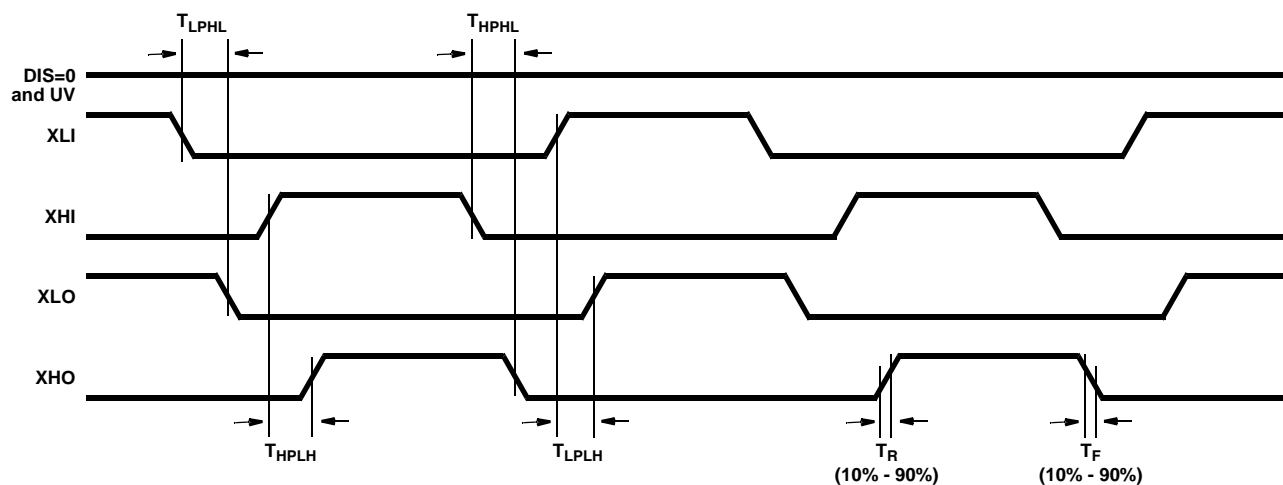 TLPHL
THPHL
DIS=0
and UV
XLI
XHI
XLO
XHO
THPLH
TLPLH
TR
(10% - 90%)
TF
(10% - 90%)